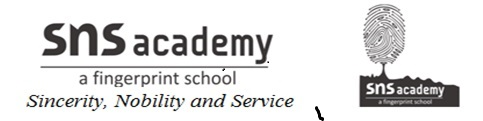 sns academy
a fingerprint school
Sincerity, Nobility and Service
sns academy
a fingerprint school